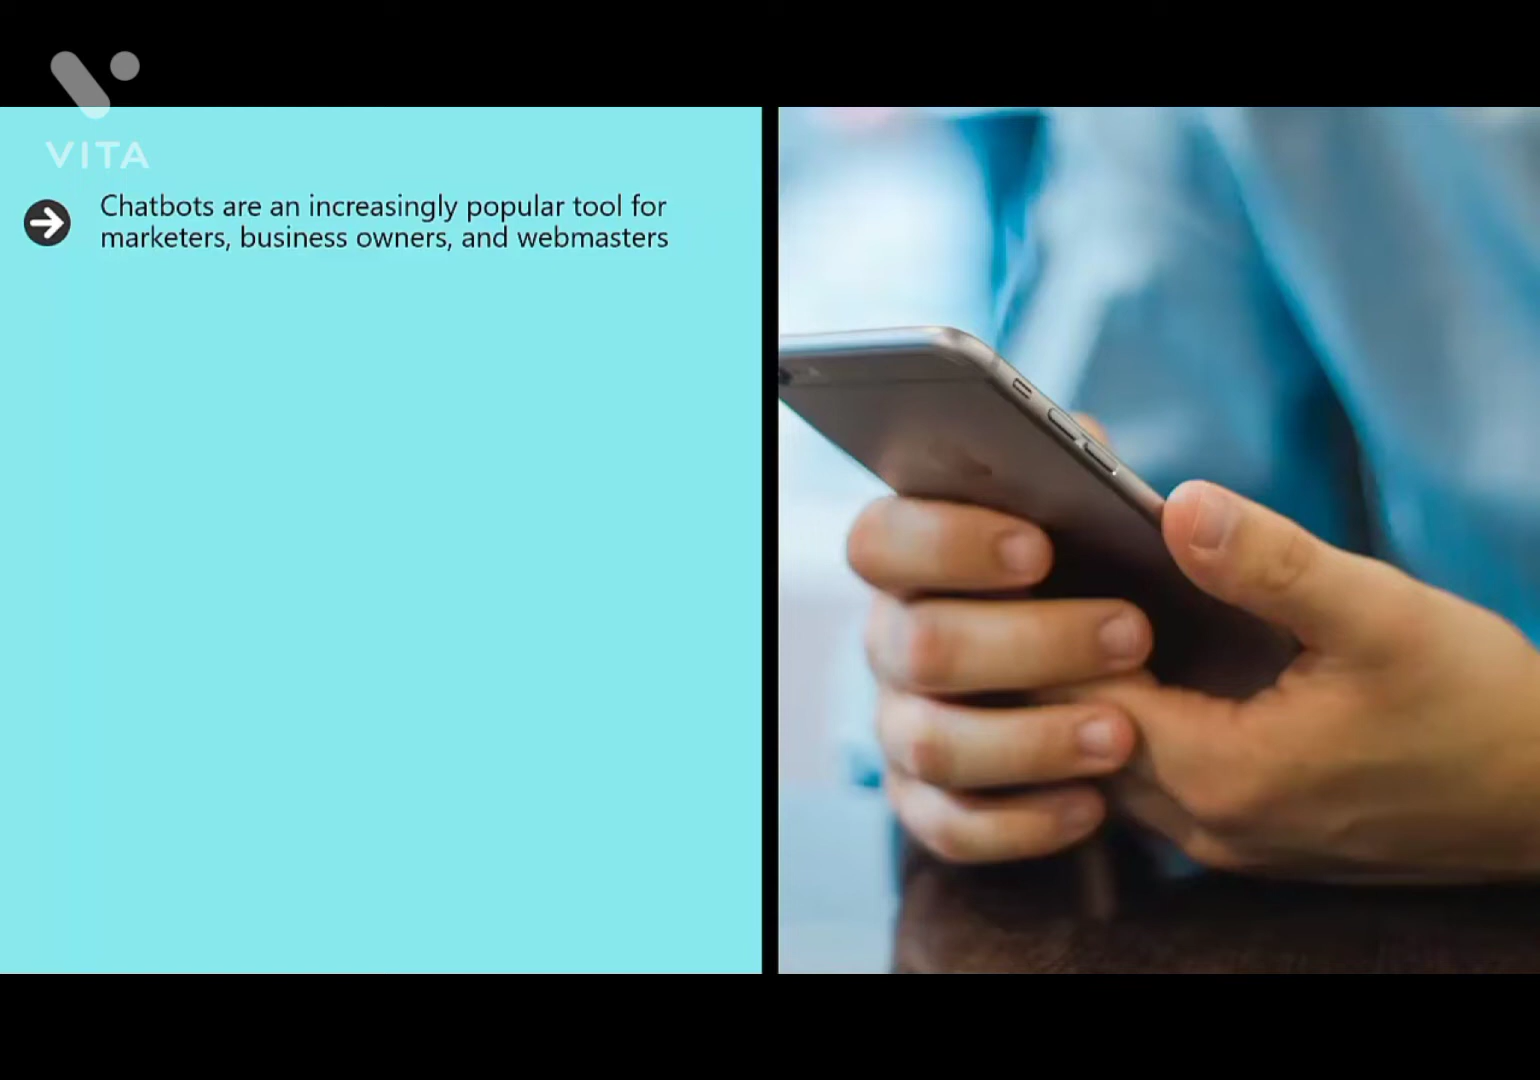 VITA
Chatbots are an increasingly popular tool for
marketers, business owners, and webmasters